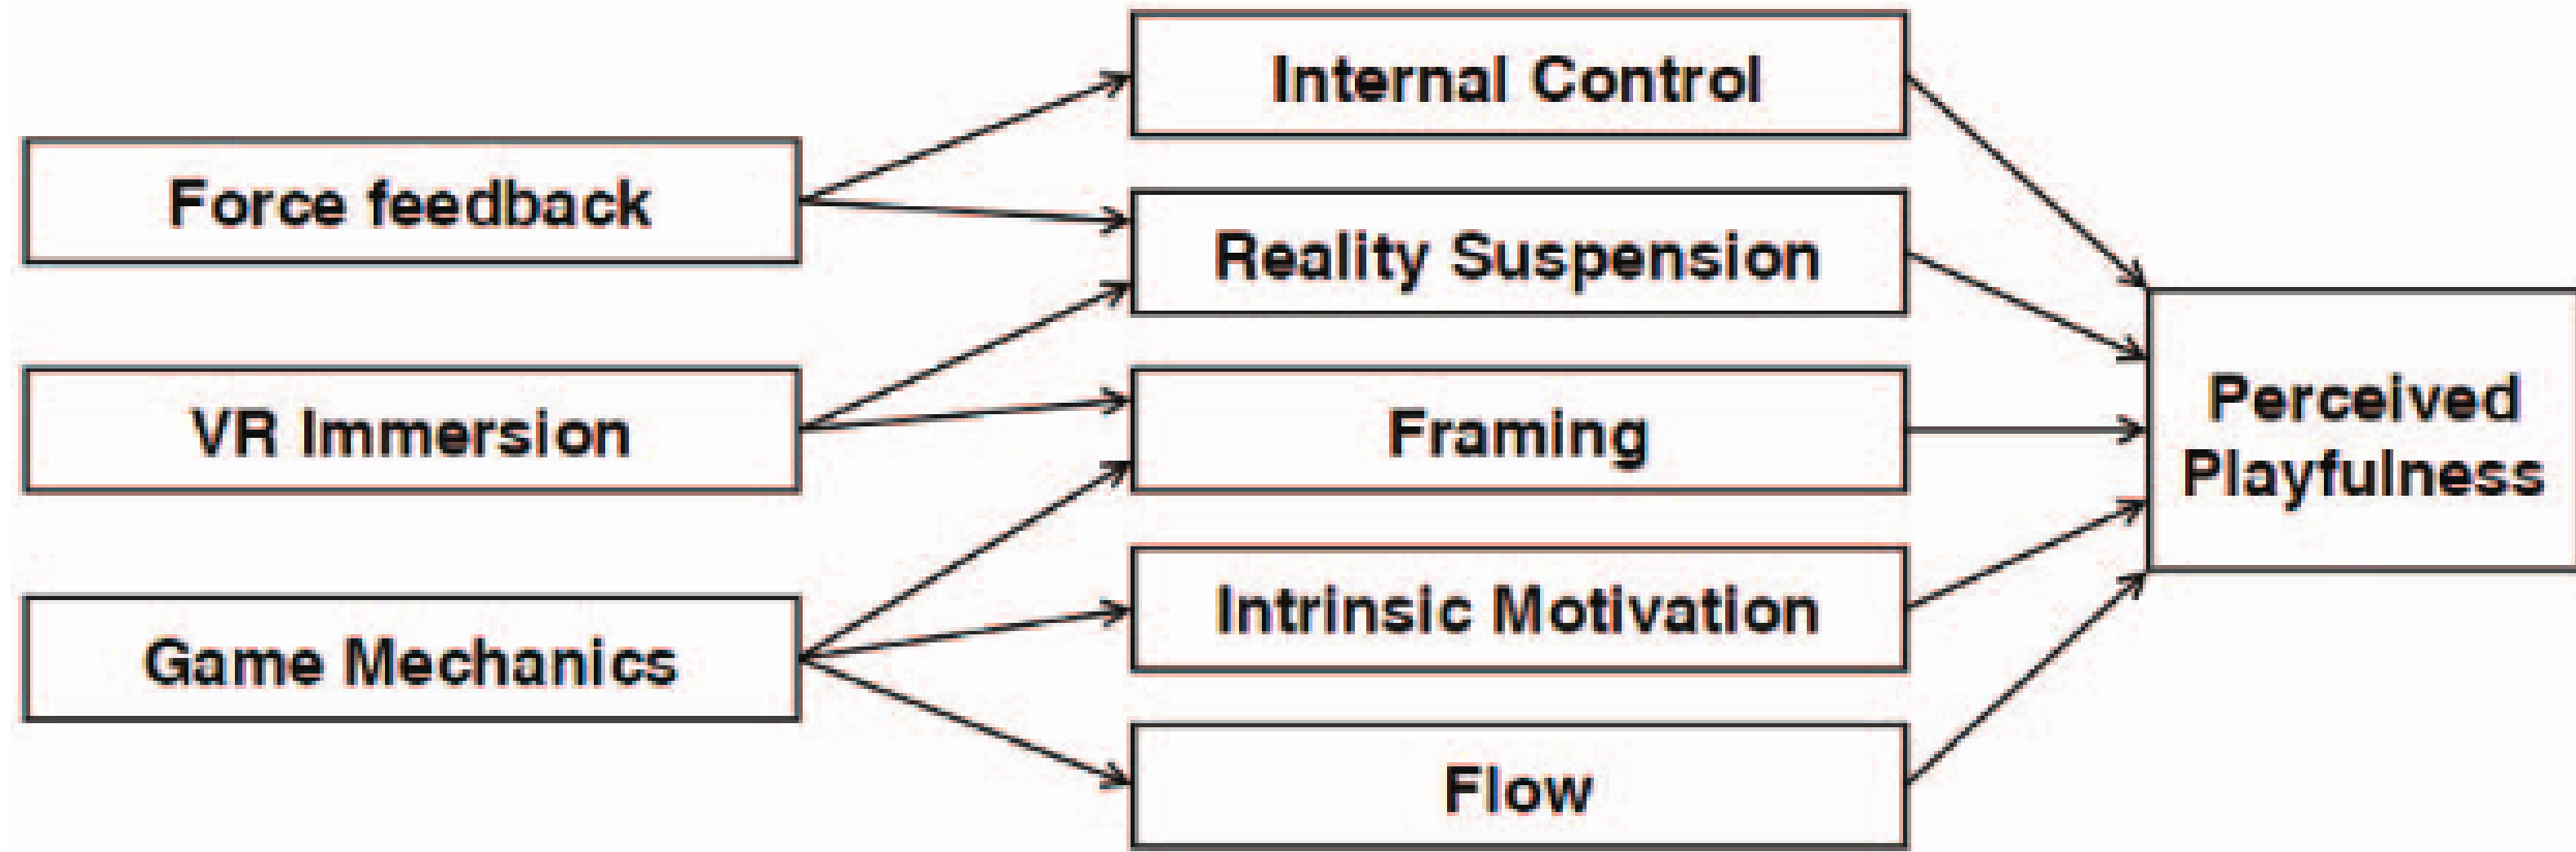 Force feedback
VR Immersion
Game Mechanics
Internal Control
Reality Suspension
Framing
Intrinsic Motivation
Flow
Perceived
Playfulness